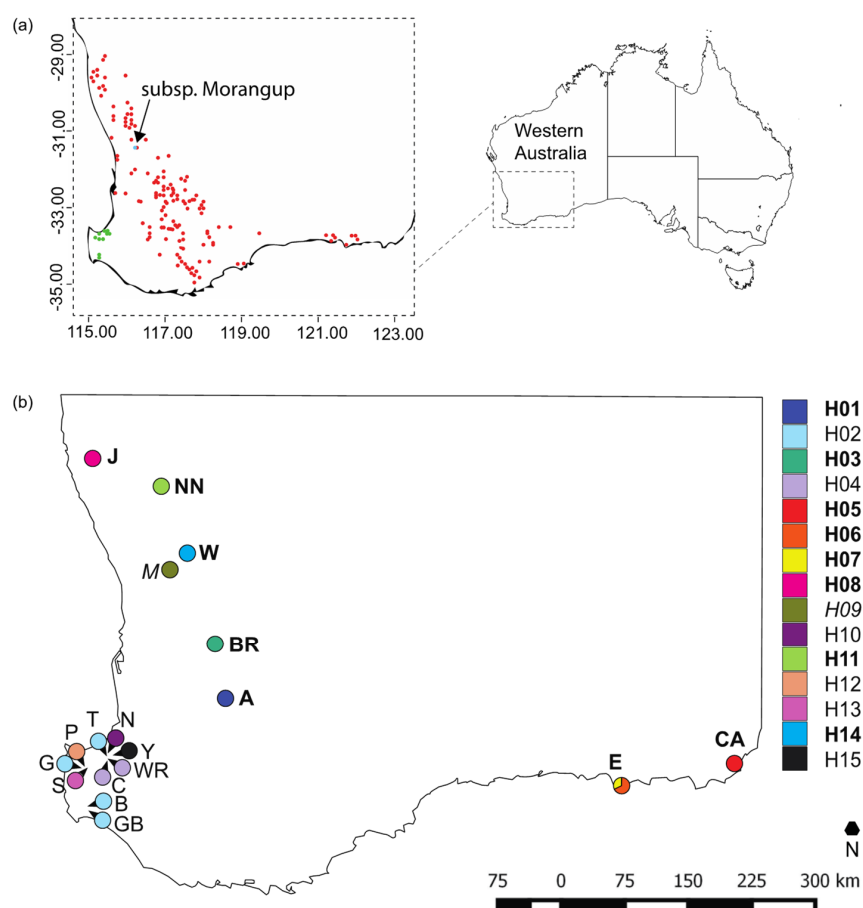 (a)
-29.00
-31.00
-33.00
-35.00
subsp. Morangup
115.00
117.00
119.00
121.00
123.00
Western
Australia
(b)
J
NN
W
M
BR
A
T
N
P
Y
G
WR
S
C
B
GB
E
CA
H01
H02
H03
H04
H05
H06
H07
H08
H09
H10
H11
H12
H13
H14
H15
N
75 0 75 150 225 300 km